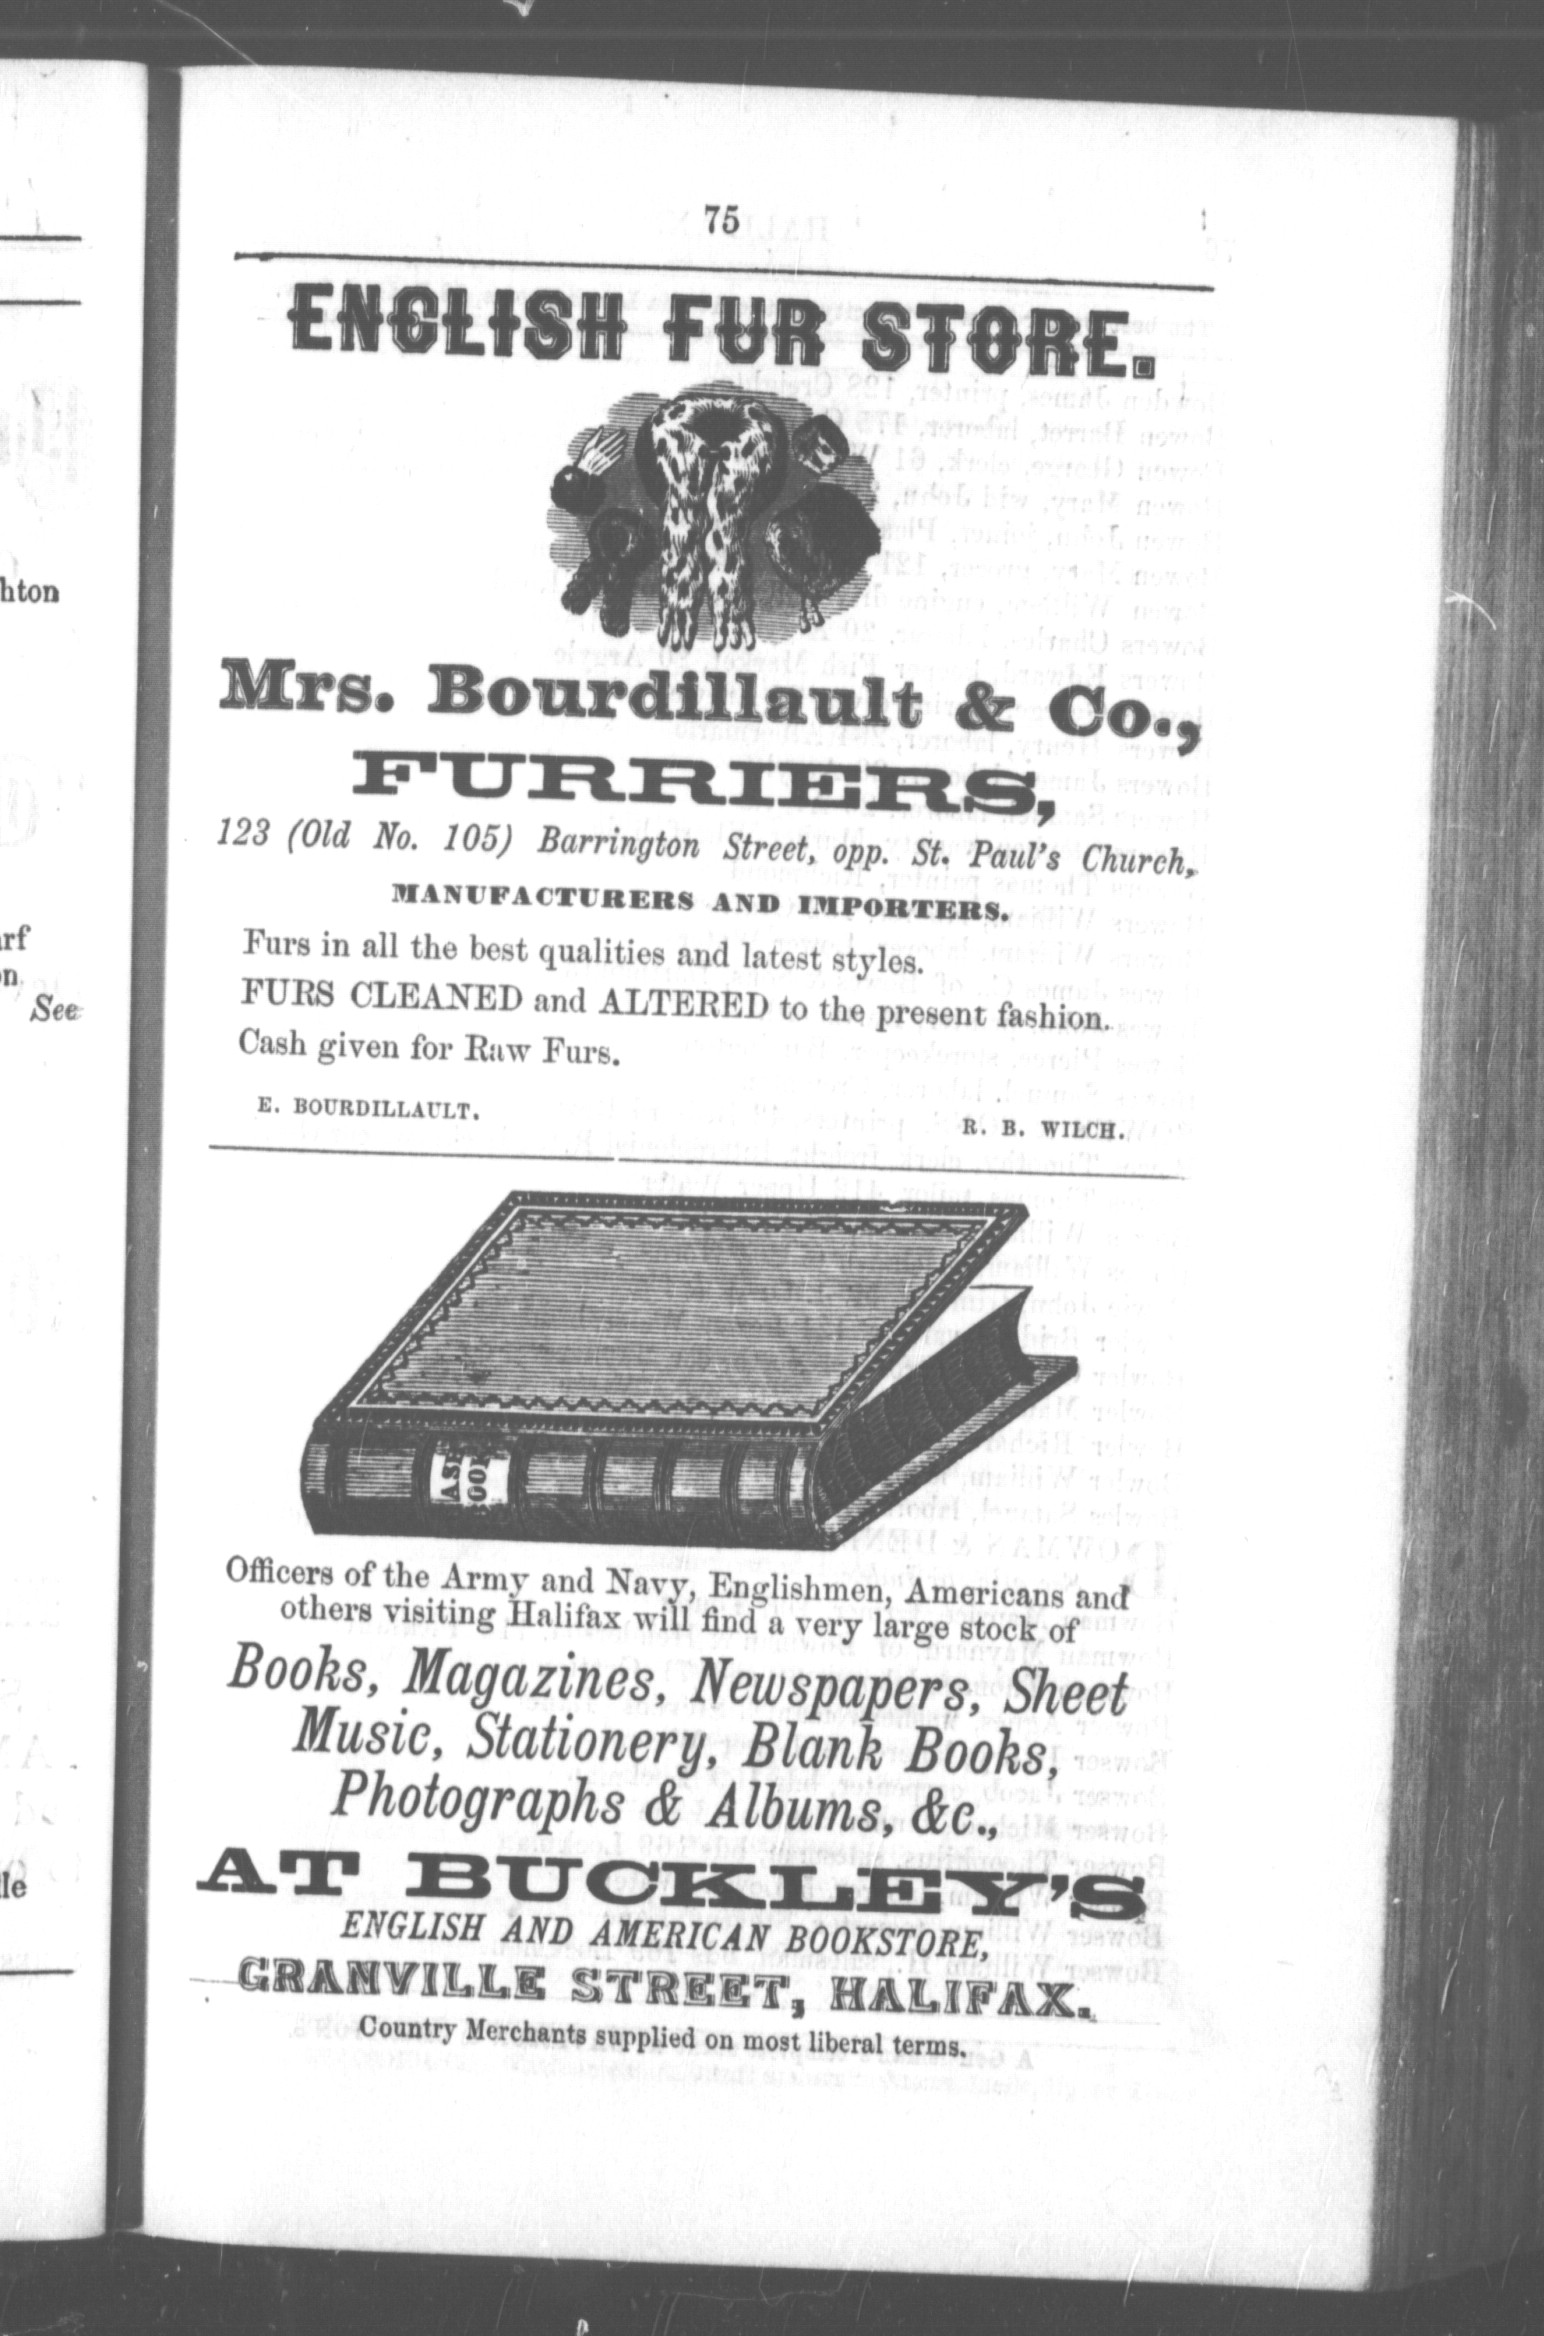 75
ENGLISH FUR STORE.
Mrs. Bourdillault & Co.,
FURRIERS,
123 (Old No. 105) Barrington Street, opp. St. Paul's Church,
MANUFACTURERS AND IMPORTERS.
Furs in all the best qualities and latest styles.
FURS CLEANED and ALTERED to the present fashion.
Cash given for Raw Furs.
E. BOURDILLAULT.
R. B. WILCH.
Officers of the Army and Navy, Englishmen, Americans and
others visiting Halifax will find a very large stock of
Books, Magazines, Newspapers, Sheet
Music, Stationery, Blank Books,
Photographs & Albums, &c.,
AT BUCKLEY'S
ENGLISH AND AMERICAN BOOKSTORE,
GRANVILLE STREET, HALIFAX.
Country Merchants supplied on most liberal terms.
See